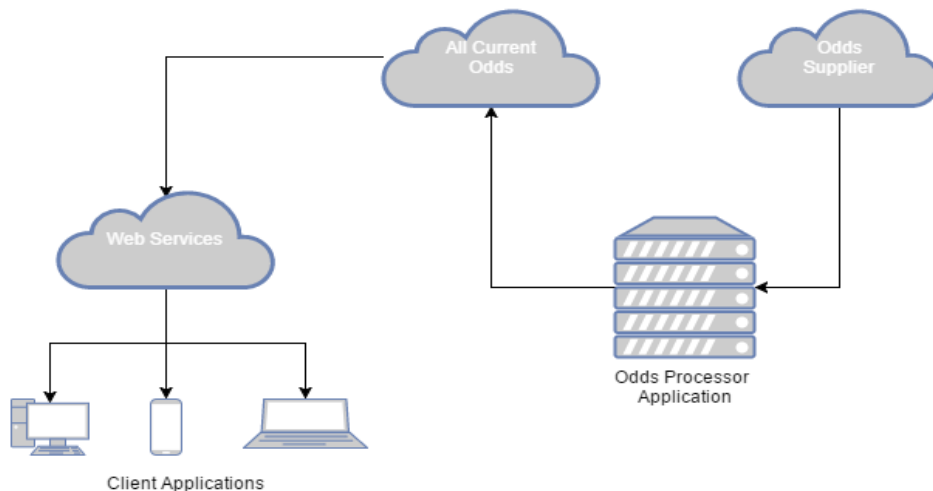 All Current
Odds
Odds
Supplier
Web Services
Odds Processor
Application
Client Applications